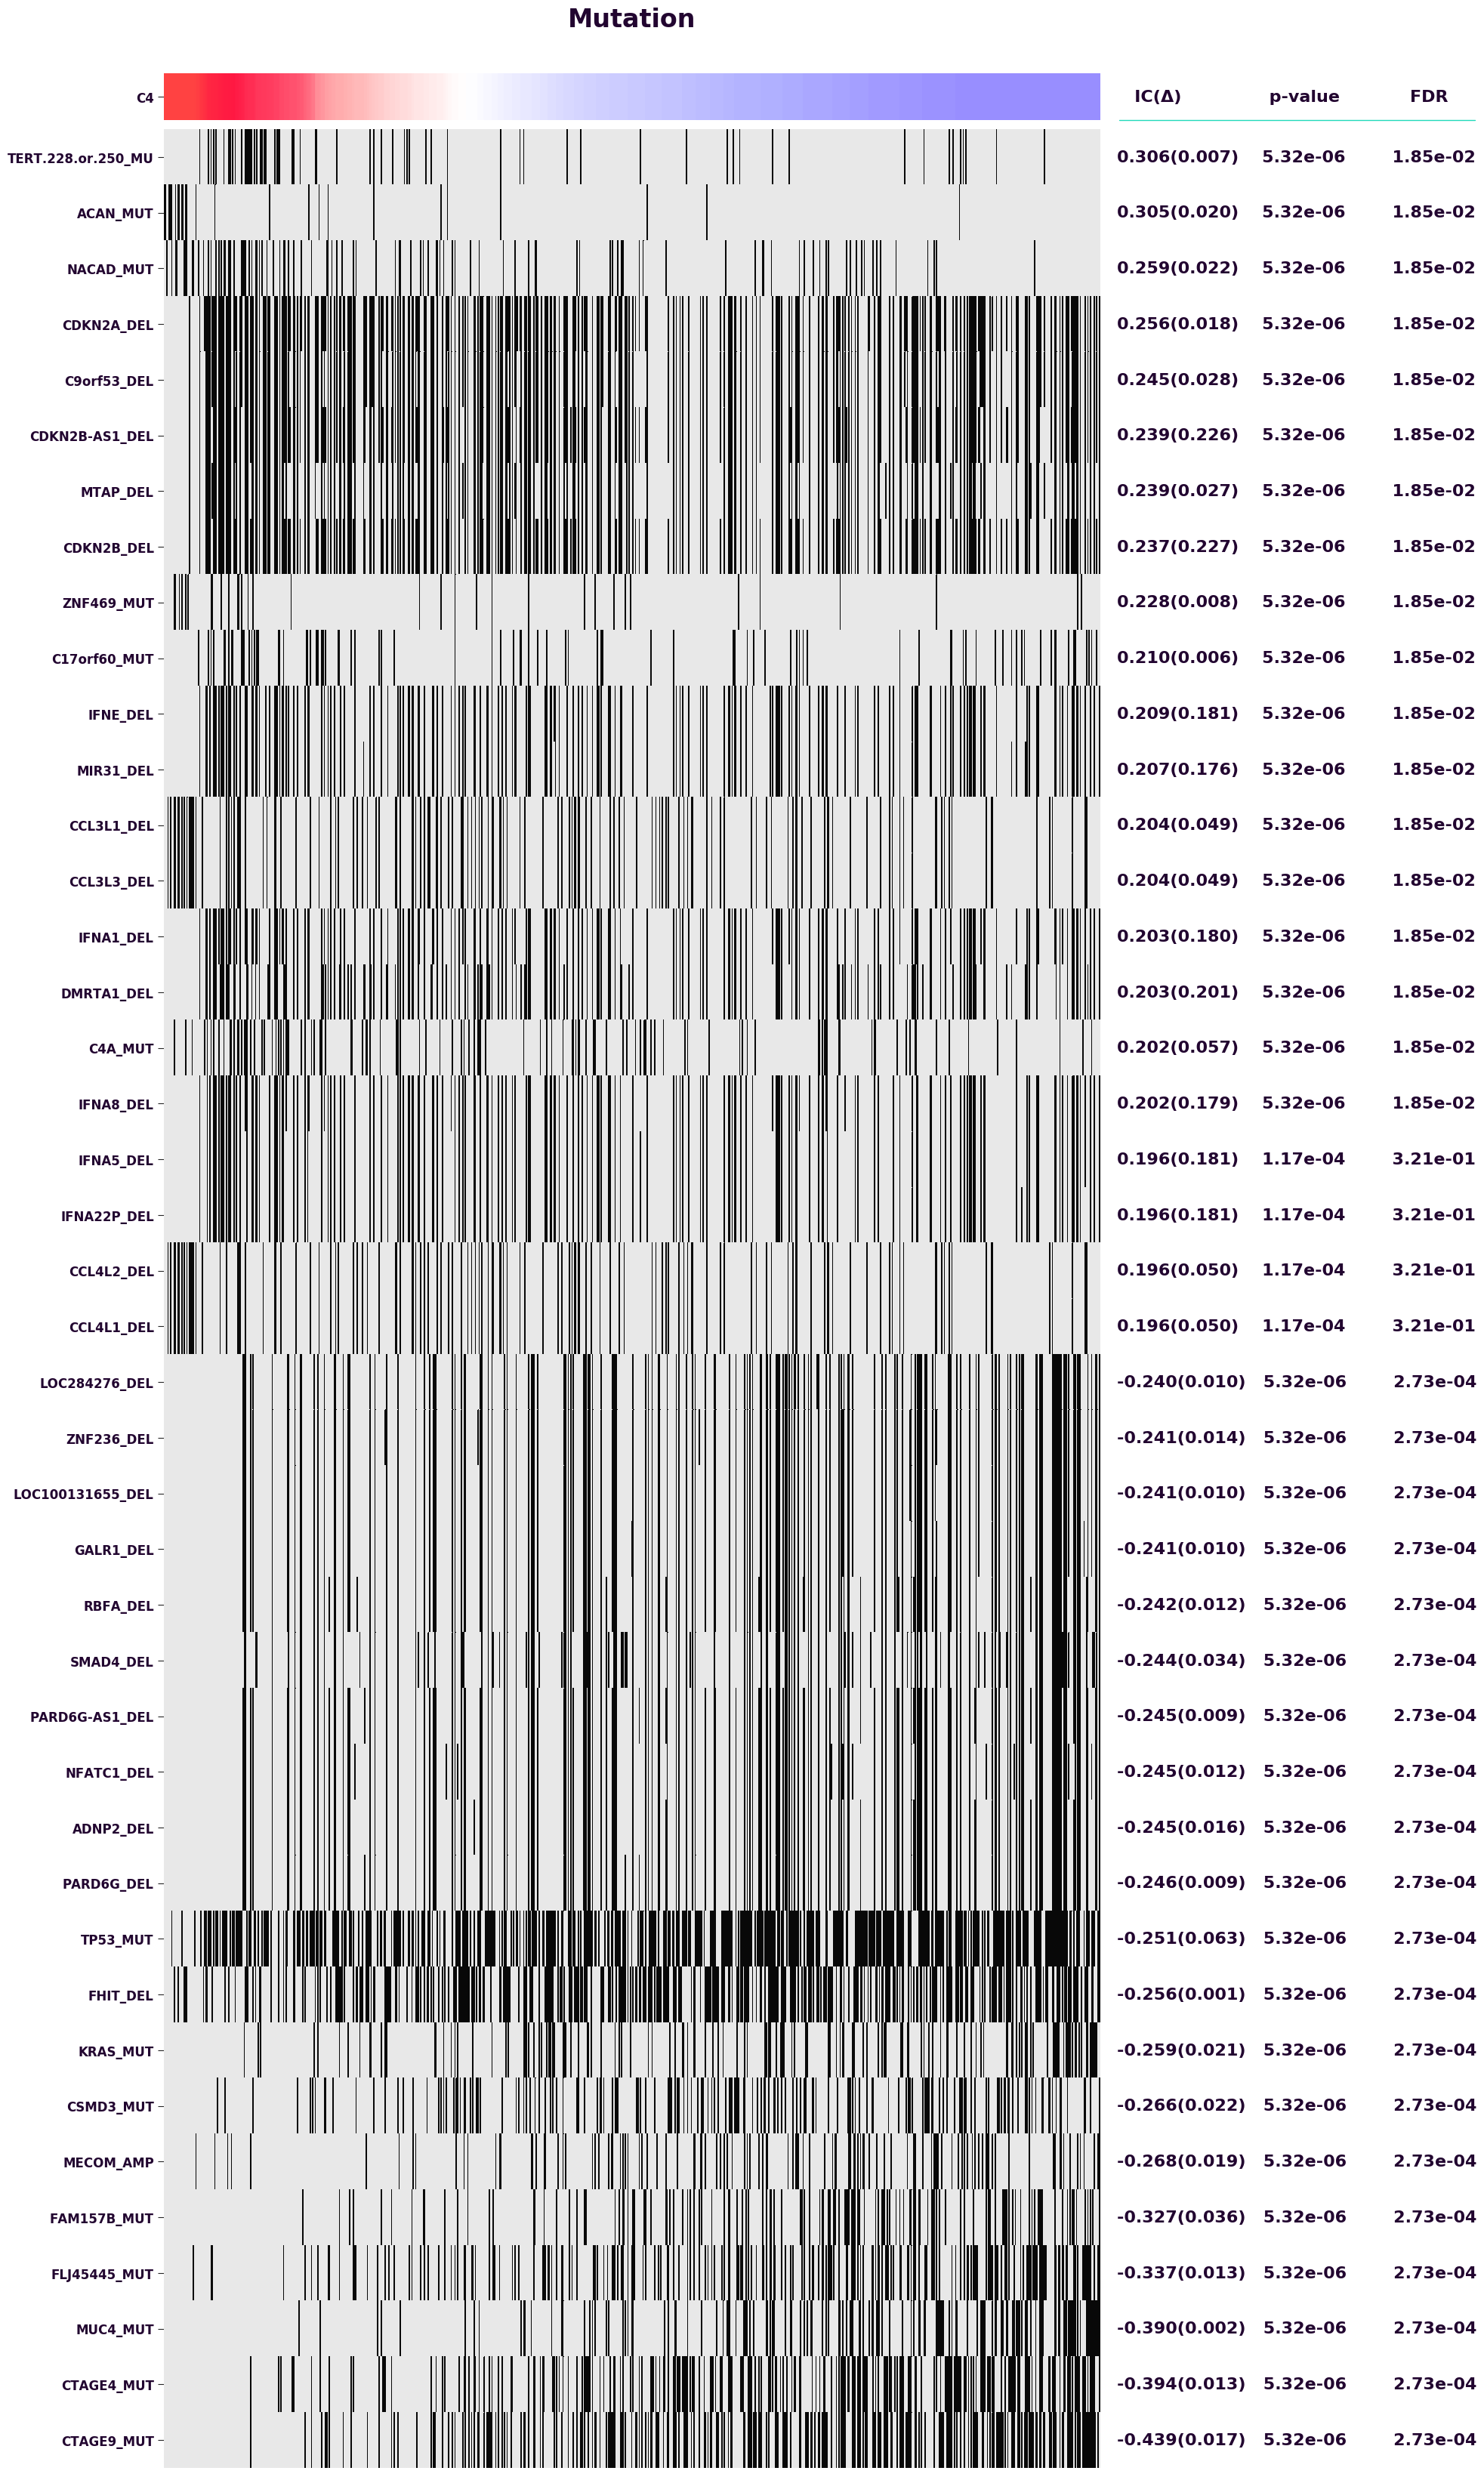 Mutation
C4 IC(Δ) p-value FDR
TERT.228.or.250_MU 0.306(0.007) 5.32e-06 1.85e-02
ACAN_MUT 0.305(0.020) 5.32e-06 1.85e-02
NACAD_MUT 0.259(0.022) 5.32e-06 1.85e-02
CDKN2A_DEL 0.256(0.018) 5.32e-06 1.85e-02
C9orf53_DEL 0.245(0.028) 5.32e-06 1.85e-02
CDKN2B-AS1_DEL 0.239(0.226) 5.32e-06 1.85e-02
MTAP_DEL 0.239(0.027) 5.32e-06 1.85e-02
CDKN2B_DEL 0.237(0.227) 5.32e-06 1.85e-02
ZNF469_MUT 0.228(0.008) 5.32e-06 1.85e-02
C17orf60_MUT 0.210(0.006) 5.32e-06 1.85e-02
IFNE_DEL 0.209(0.181) 5.32e-06 1.85e-02
MIR31_DEL 0.207(0.176) 5.32e-06 1.85e-02
CCL3L1_DEL 0.204(0.049) 5.32e-06 1.85e-02
CCL3L3_DEL 0.204(0.049) 5.32e-06 1.85e-02
IFNA1_DEL 0.203(0.180) 5.32e-06 1.85e-02
DMRTA1_DEL 0.203(0.201) 5.32e-06 1.85e-02
C4A_MUT 0.202(0.057) 5.32e-06 1.85e-02
IFNA8_DEL 0.202(0.179) 5.32e-06 1.85e-02
IFNA5_DEL 0.196(0.181) 1.17e-04 3.21e-01
IFNA22P_DEL 0.196(0.181) 1.17e-04 3.21e-01
CCL4L2_DEL 0.196(0.050) 1.17e-04 3.21e-01
CCL4L1_DEL 0.196(0.050) 1.17e-04 3.21e-01
LOC284276_DEL -0.240(0.010) 5.32e-06 2.73e-04
ZNF236_DEL -0.241(0.014) 5.32e-06 2.73e-04
LOC100131655_DEL -0.241(0.010) 5.32e-06 2.73e-04
GALR1_DEL -0.241(0.010) 5.32e-06 2.73e-04
RBFA_DEL -0.242(0.012) 5.32e-06 2.73e-04
SMAD4_DEL -0.244(0.034) 5.32e-06 2.73e-04
PARD6G-AS1_DEL -0.245(0.009) 5.32e-06 2.73e-04
NFATC1_DEL -0.245(0.012) 5.32e-06 2.73e-04
ADNP2_DEL -0.245(0.016) 5.32e-06 2.73e-04
PARD6G_DEL -0.246(0.009) 5.32e-06 2.73e-04
TP53_MUT -0.251(0.063) 5.32e-06 2.73e-04
FHIT_DEL -0.256(0.001) 5.32e-06 2.73e-04
KRAS_MUT -0.259(0.021) 5.32e-06 2.73e-04
CSMD3_MUT -0.266(0.022) 5.32e-06 2.73e-04
MECOM_AMP -0.268(0.019) 5.32e-06 2.73e-04
FAM157B_MUT -0.327(0.036) 5.32e-06 2.73e-04
FLJ45445_MUT -0.337(0.013) 5.32e-06 2.73e-04
MUC4_MUT -0.390(0.002) 5.32e-06 2.73e-04
CTAGE4_MUT -0.394(0.013) 5.32e-06 2.73e-04
CTAGE9_MUT -0.439(0.017) 5.32e-06 2.73e-04